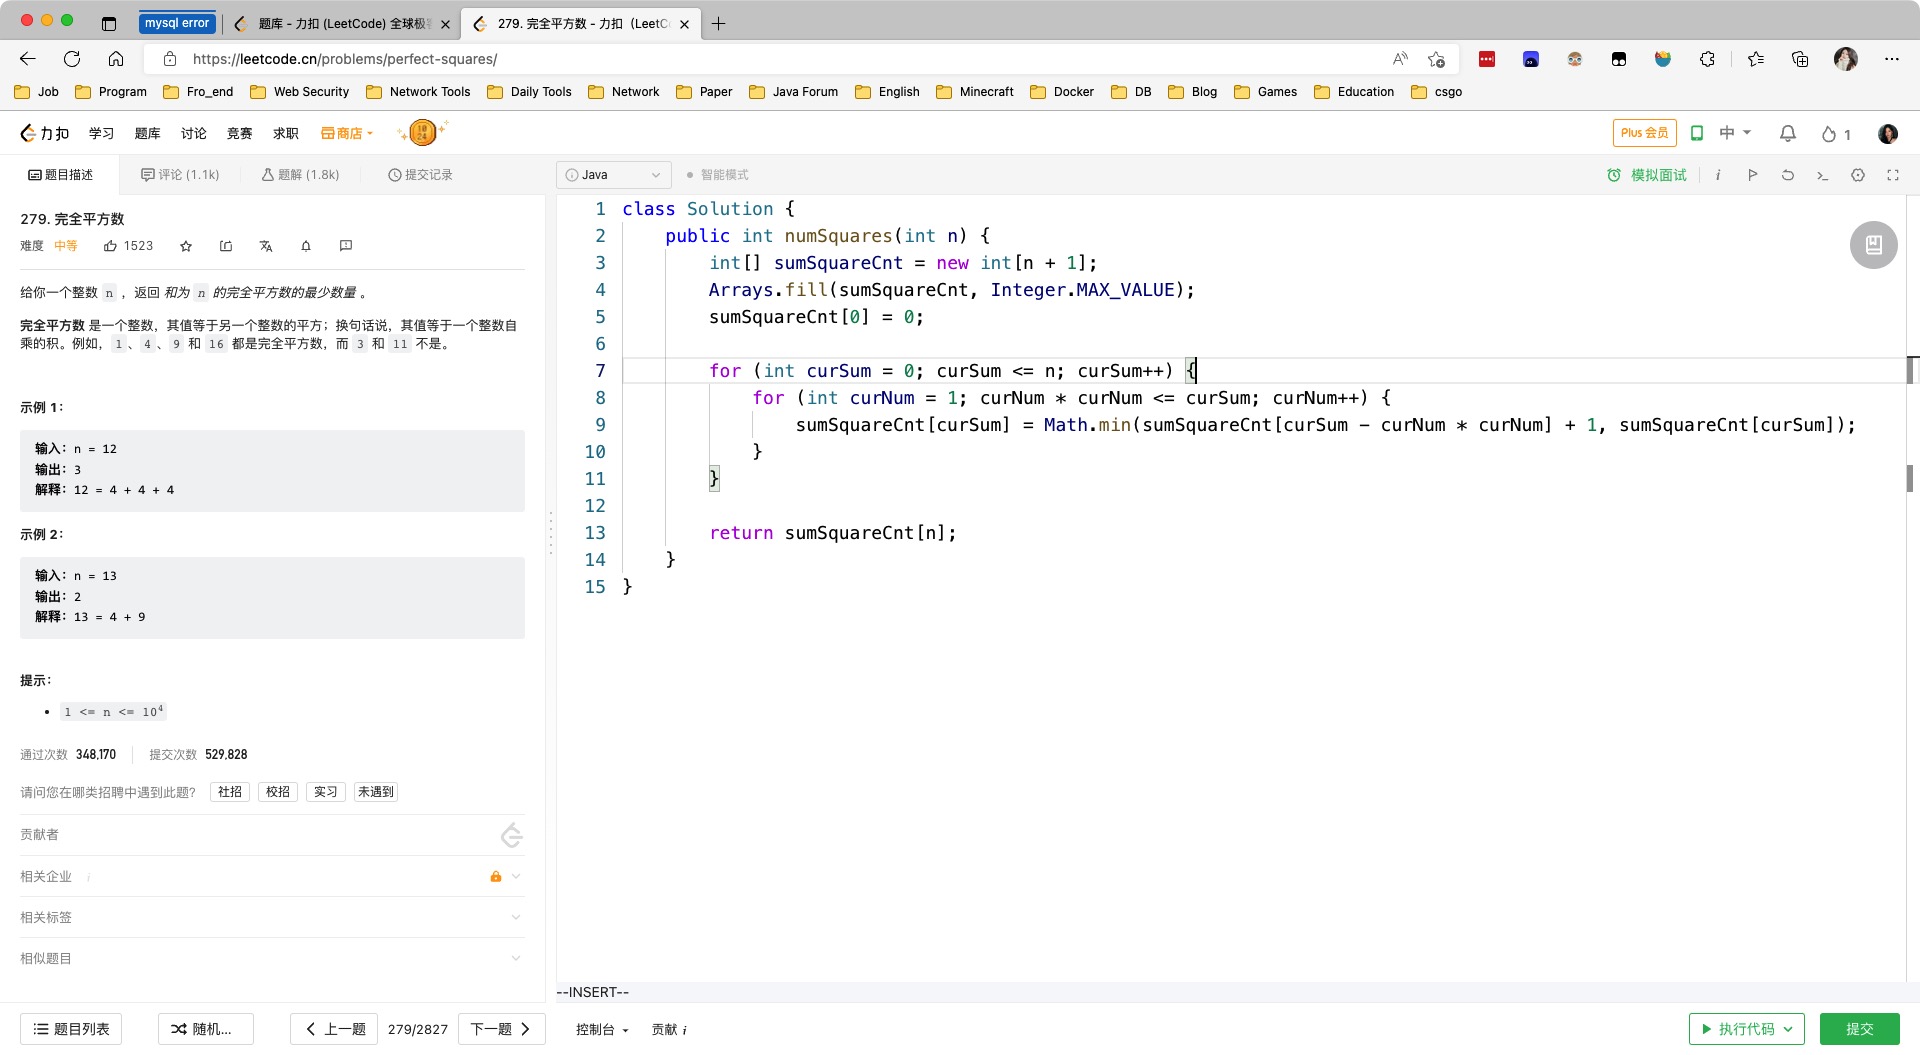 mysql error
题库 - 力扣 (LeetCode) 全球极
279. 完全平方数 - 力扣（LeetC
https://leetcode.cn/problems/perfect-squares/
Job Program Fro_end Web Security Network Tools Daily Tools Network Paper Java Forum English Minecraft Docker DB Blog Games Education csgo
力扣 学习 题库 讨论 竞赛 求职 商店 Plus 会员 中 1
题目描述 评论 (1.1k) 题解 (1.8k) 提交记录
Java 智能模式 模拟面试
279. 完全平方数
难度 中等 1523
给你一个整数 n ，返回 和为 n 的完全平方数的最少数量 。
完全平方数 是一个整数，其值等于另一个整数的平方；换句话说，其值等于一个整数自
乘的积。例如，1、4、9 和 16 都是完全平方数，而 3 和 11 不是。
示例 1：
输入：n = 12
输出：3
解释：12 = 4 + 4 + 4
示例 2：
输入：n = 13
输出：2
解释：13 = 4 + 9
提示：
1 <= n <= 10⁴
通过次数 348,170 提交次数 529,828
请问您在哪类招聘中遇到此题？ 社招 校招 实习 未遇到
贡献者
相关企业
相关标签
相似题目
1 class Solution {
2 public int numSquares(int n) {
3 int[] sumSquareCnt = new int[n + 1];
4 Arrays.fill(sumSquareCnt, Integer.MAX_VALUE);
5 sumSquareCnt[0] = 0;
6
7 for (int curSum = 0; curSum <= n; curSum++) {
8 for (int curNum = 1; curNum * curNum <= curSum; curNum++) {
9 sumSquareCnt[curSum] = Math.min(sumSquareCnt[curSum - curNum * curNum] + 1, sumSquareCnt[curSum]);
10 }
11 }
12
13 return sumSquareCnt[n];
14 }
15 }
--INSERT--
题目列表 随机... 上一题 279/2827 下一题 控制台 贡献 i 执行代码 提交